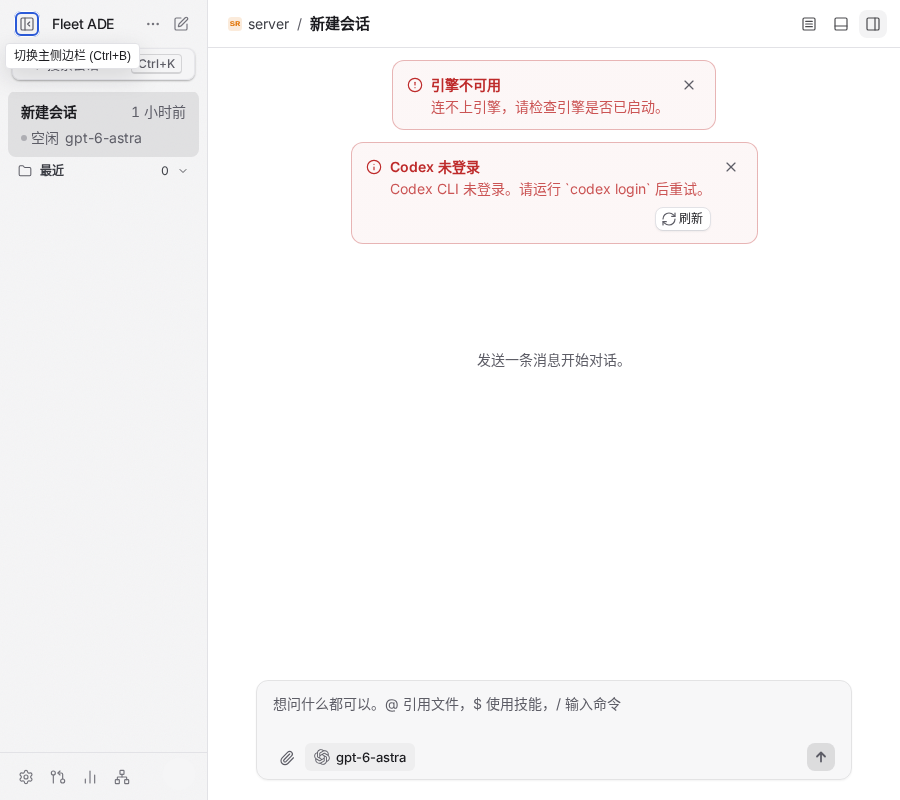 Fleet ADE
切换主侧边栏 (Ctrl+B)
Ctrl+K
新建会话 1 小时前
空闲 gpt-6-astra
最近 0
SR server / 新建会话
引擎不可用
连不上引擎，请检查引擎是否已启动。
Codex 未登录
Codex CLI 未登录。请运行 `codex login` 后重试。
刷新
发送一条消息开始对话。
想问什么都可以。@ 引用文件，$ 使用技能，/ 输入命令
gpt-6-astra